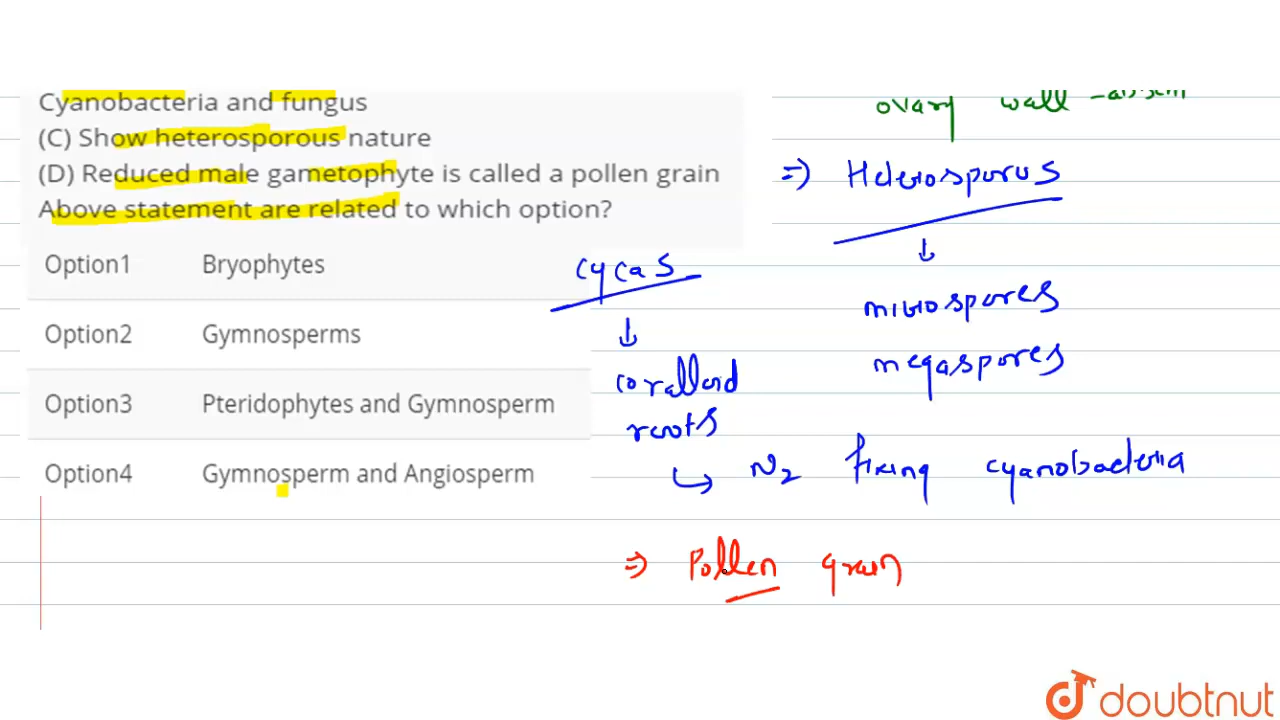 Cyanobacteria and fungus
(C) Show heterosporous nature
(D) Reduced male gametophyte is called a pollen grain
Above statement are related to which option?
Option1 Bryophytes
Option2 Gymnosperms
Option3 Pteridophytes and Gymnosperm
Option4 Gymnosperm and Angiosperm
ovary wall -absent
=) Heterosporus
↓
microspores
megaspores
cycas
↓
coralloid
roots
↳ N2 fixing cyanobacteria
=) Pollen grain
doubtnut